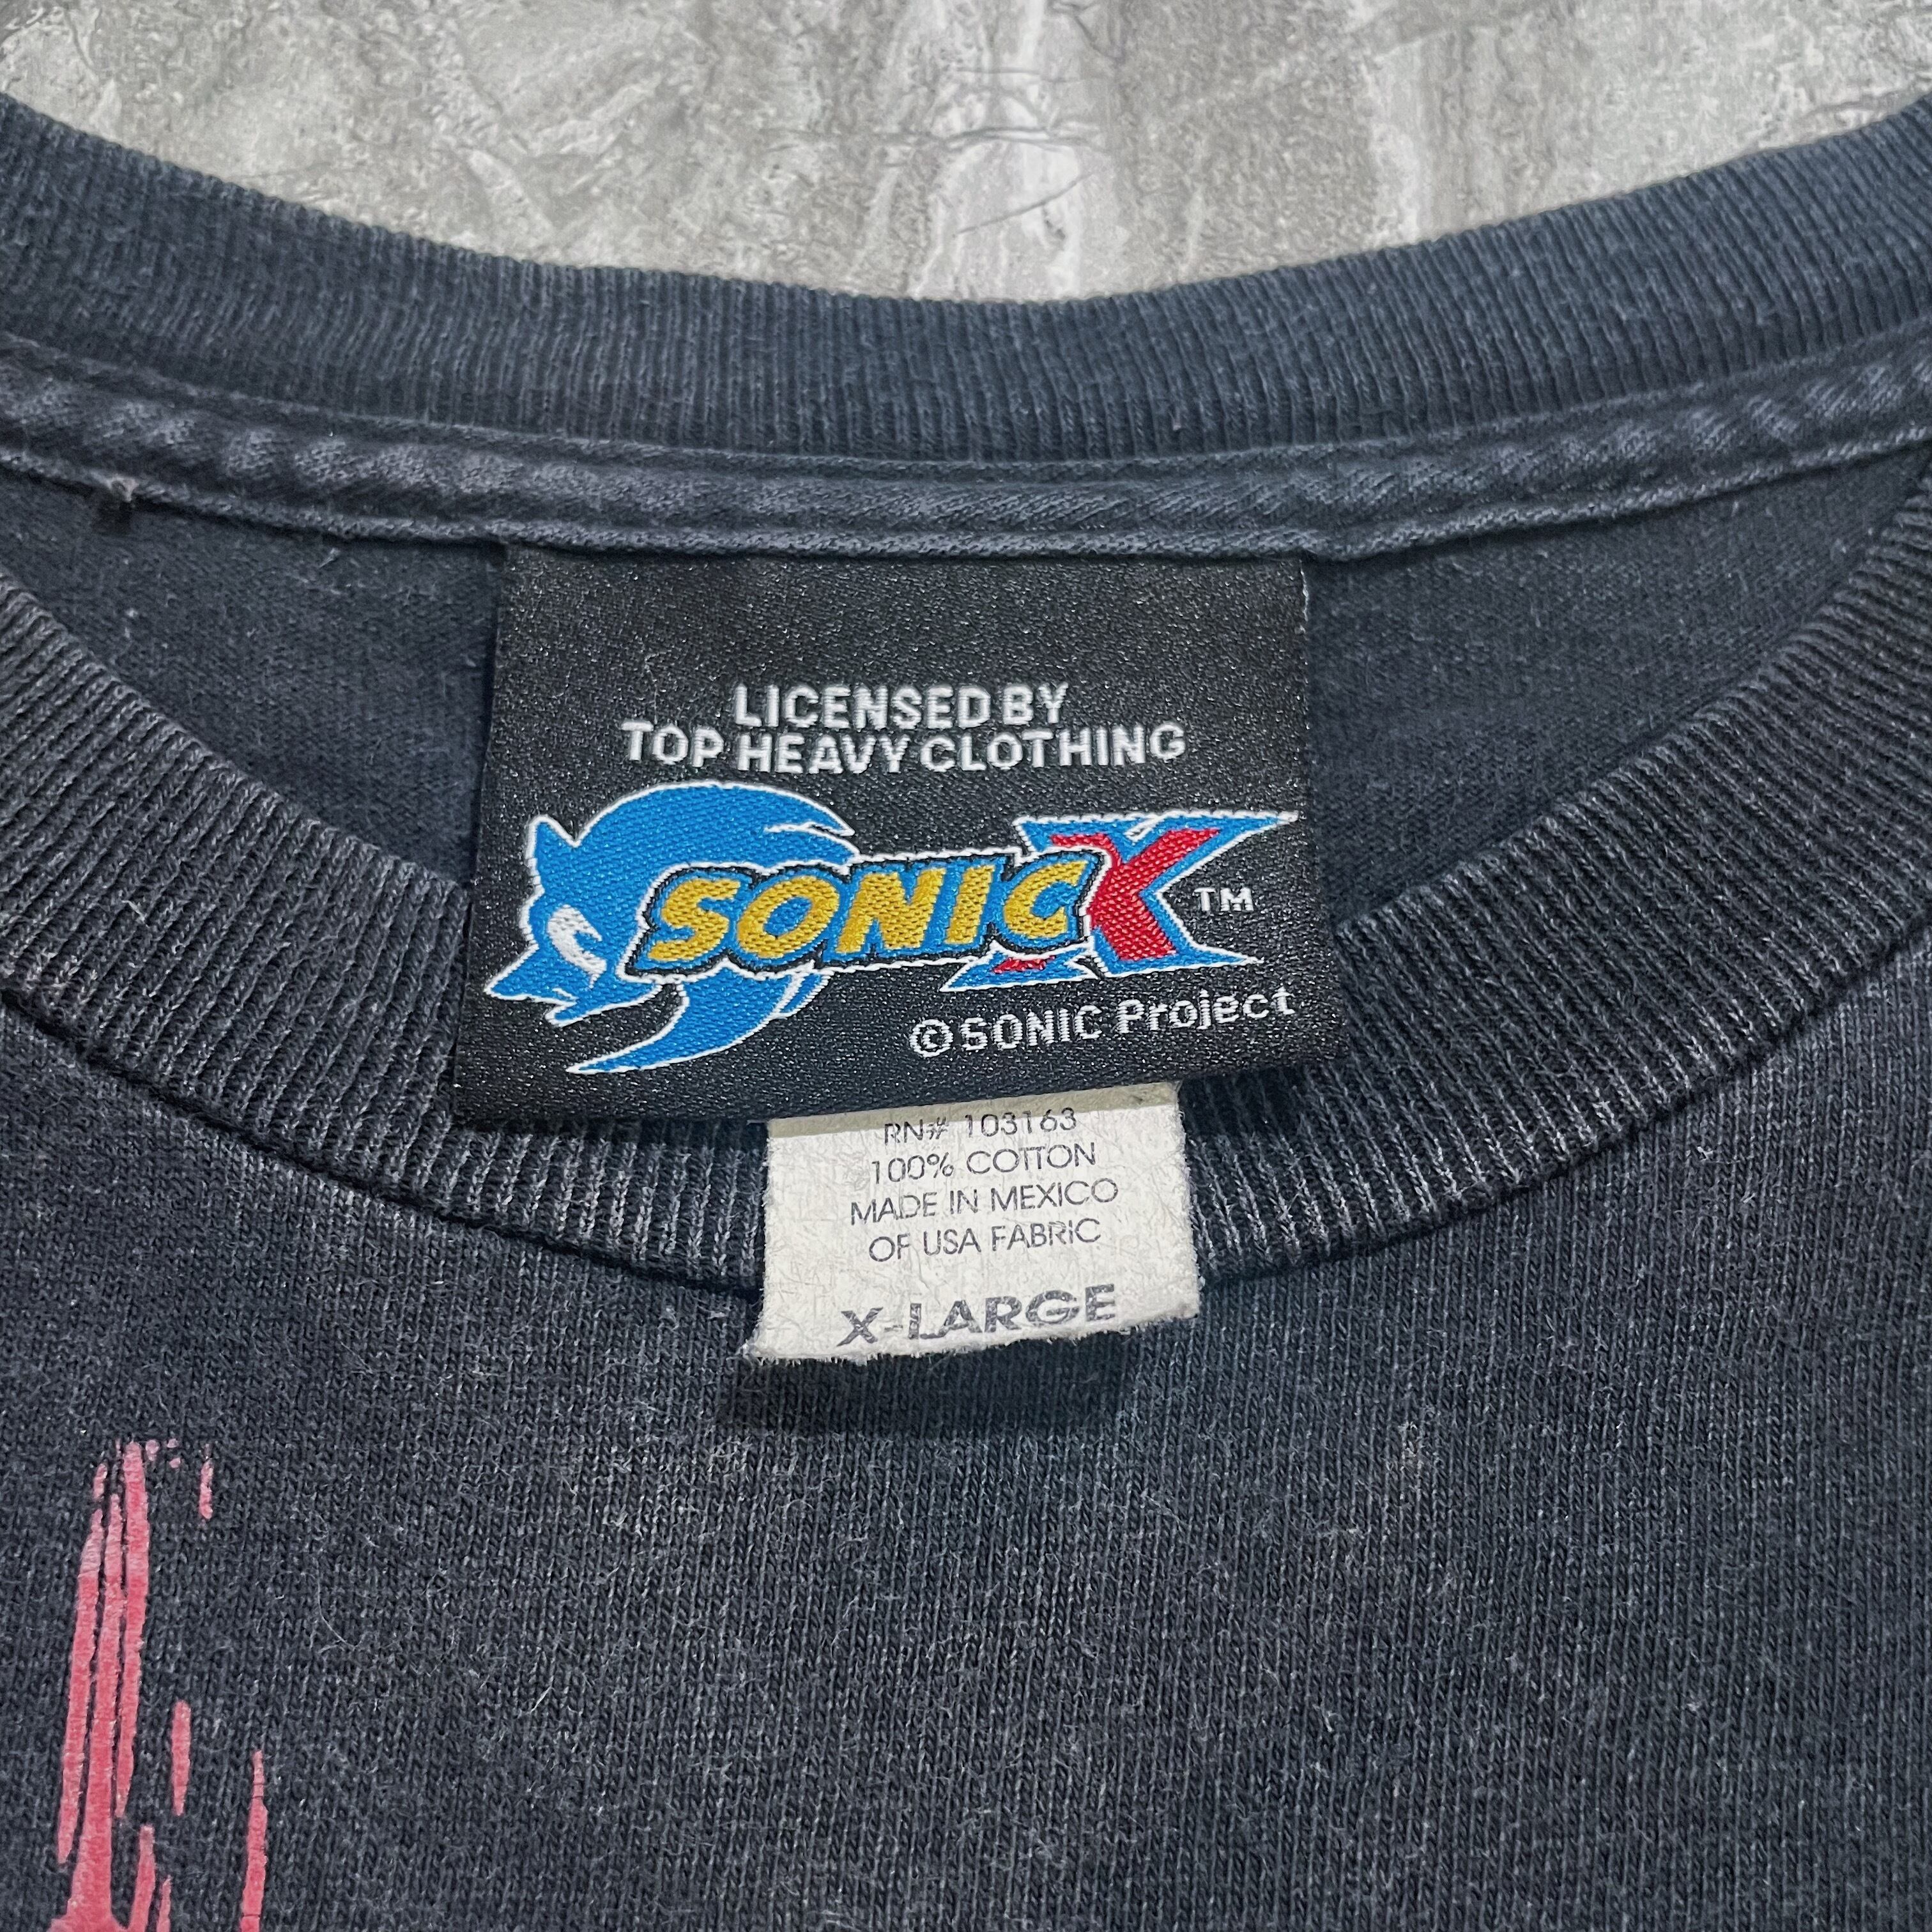 LICENSED BY
TOP HEAVY CLOTHING
SONIC X TM
© SONIC Project
RN# 103163
100% COTTON
MADE IN MEXICO
OF USA FABRIC
X-LARGE